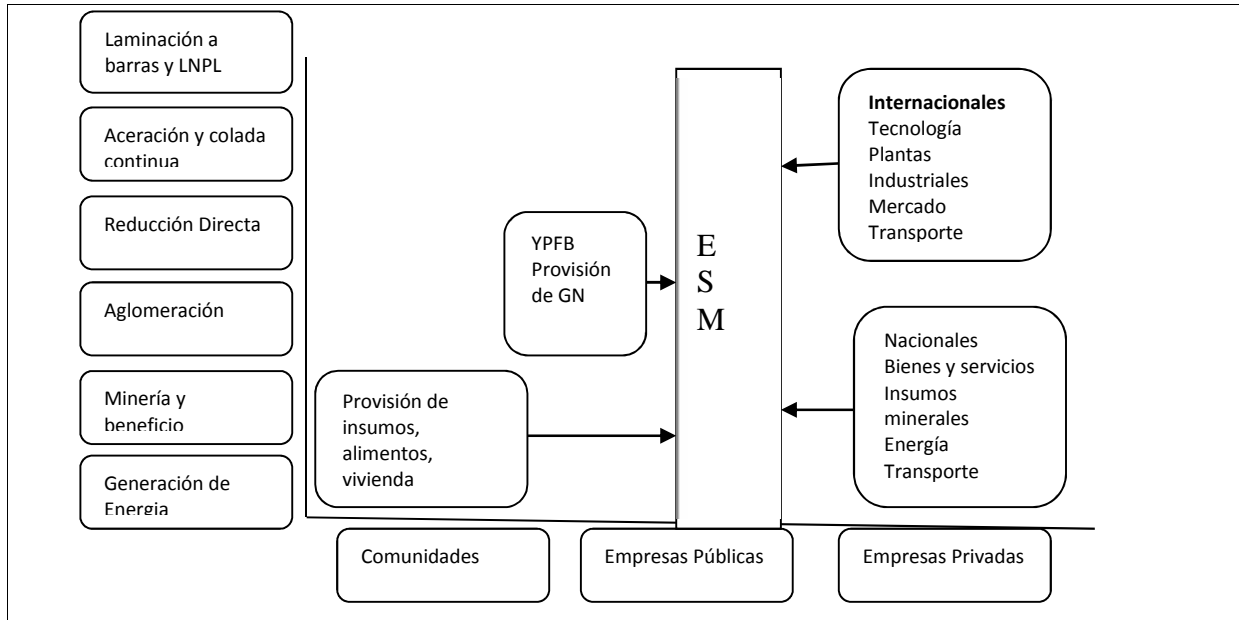 Laminación a
barras y LNPL
Aceración y colada
continua
Reducción Directa
Aglomeración
Minería y
beneficio
Generación de
Energia
Provisión de
insumos,
alimentos,
vivienda
YPFB
Provisión
de GN
E
S
M
Internacionales
Tecnología
Plantas
Industriales
Mercado
Transporte
Nacionales
Bienes y servicios
Insumos
minerales
Energía
Transporte
Comunidades
Empresas Públicas
Empresas Privadas